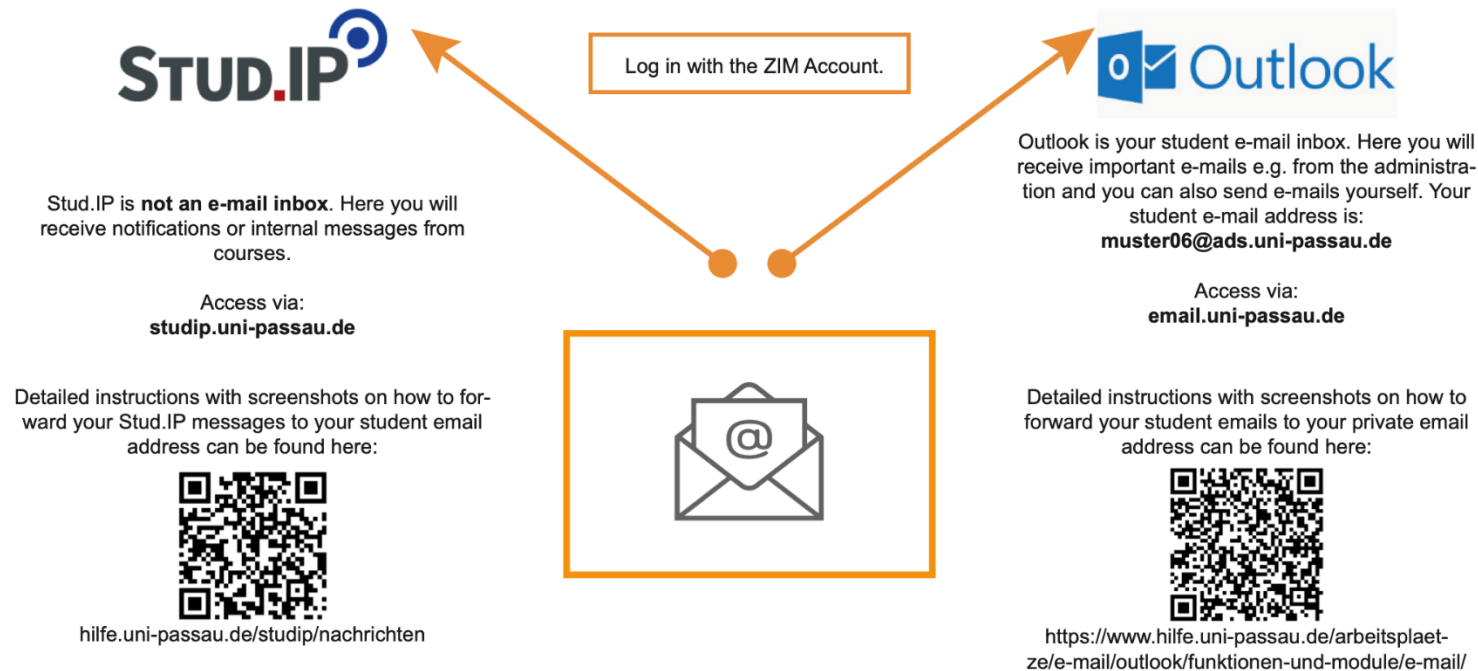 STUD.IP
Stud.IP is not an e-mail inbox. Here you will
receive notifications or internal messages from
courses.
Access via:
studip.uni-passau.de
Detailed instructions with screenshots on how to for-
ward your Stud.IP messages to your student email
address can be found here:
hilfe.uni-passau.de/studip/nachrichten
Log in with the ZIM Account.
@
o Outlook
Outlook is your student e-mail inbox. Here you will
receive important e-mails e.g. from the administra-
tion and you can also send e-mails yourself. Your
student e-mail address is:
muster06@ads.uni-passau.de
Access via:
email.uni-passau.de
Detailed instructions with screenshots on how to
forward your student emails to your private email
address can be found here:
https://www.hilfe.uni-passau.de/arbeitsplaet-
ze/e-mail/outlook/funktionen-und-module/e-mail/